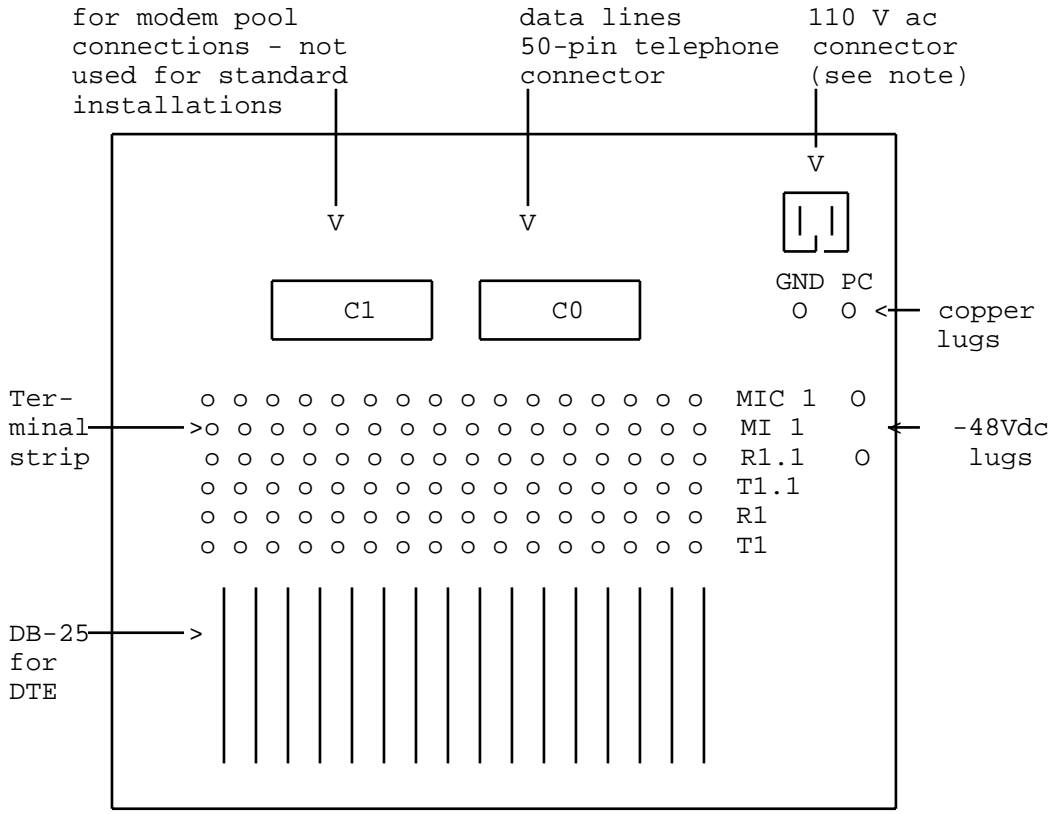 for modem pool
connections - not
used for standard
installations
data lines
50-pin telephone
connector
110 V ac
connector
(see note)
V
V
V
GND PC
O O <
copper
lugs
C1
C0
Ter-
minal
strip
>
o o o o o o o o o o o o o o o o MIC 1 O
o o o o o o o o o o o o o o o o MI 1
o o o o o o o o o o o o o o o o R1.1 O
o o o o o o o o o o o o o o o o T1.1
o o o o o o o o o o o o o o o o R1
o o o o o o o o o o o o o o o o T1
< -48Vdc
lugs
DB-25 >
for
DTE